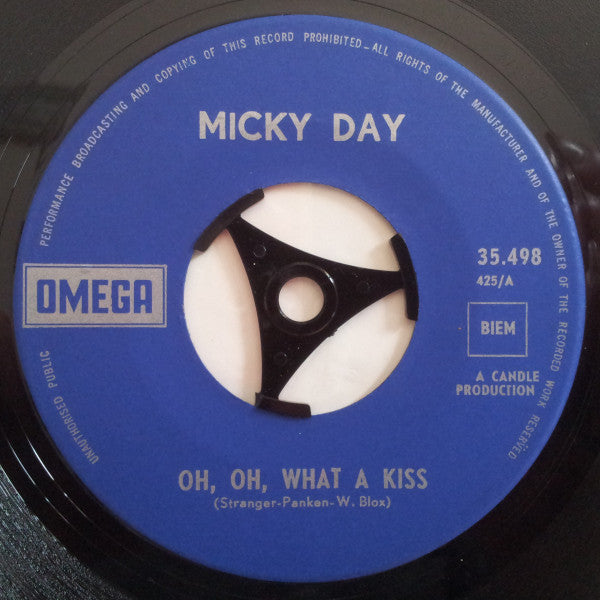 UNAUTHORISED PUBLIC PERFORMANCE BROADCASTING AND COPYING OF THIS RECORD PROHIBITED-ALL RIGHTS OF THE MANUFACTURER AND OF THE OWNER OF THE RECORDED WORK RESERVED
MICKY DAY
OMEGA
35.498
425/A
BIEM
A CANDLE
PRODUCTION
OH, OH, WHAT A KISS
(Stranger-Panken-W. Blox)